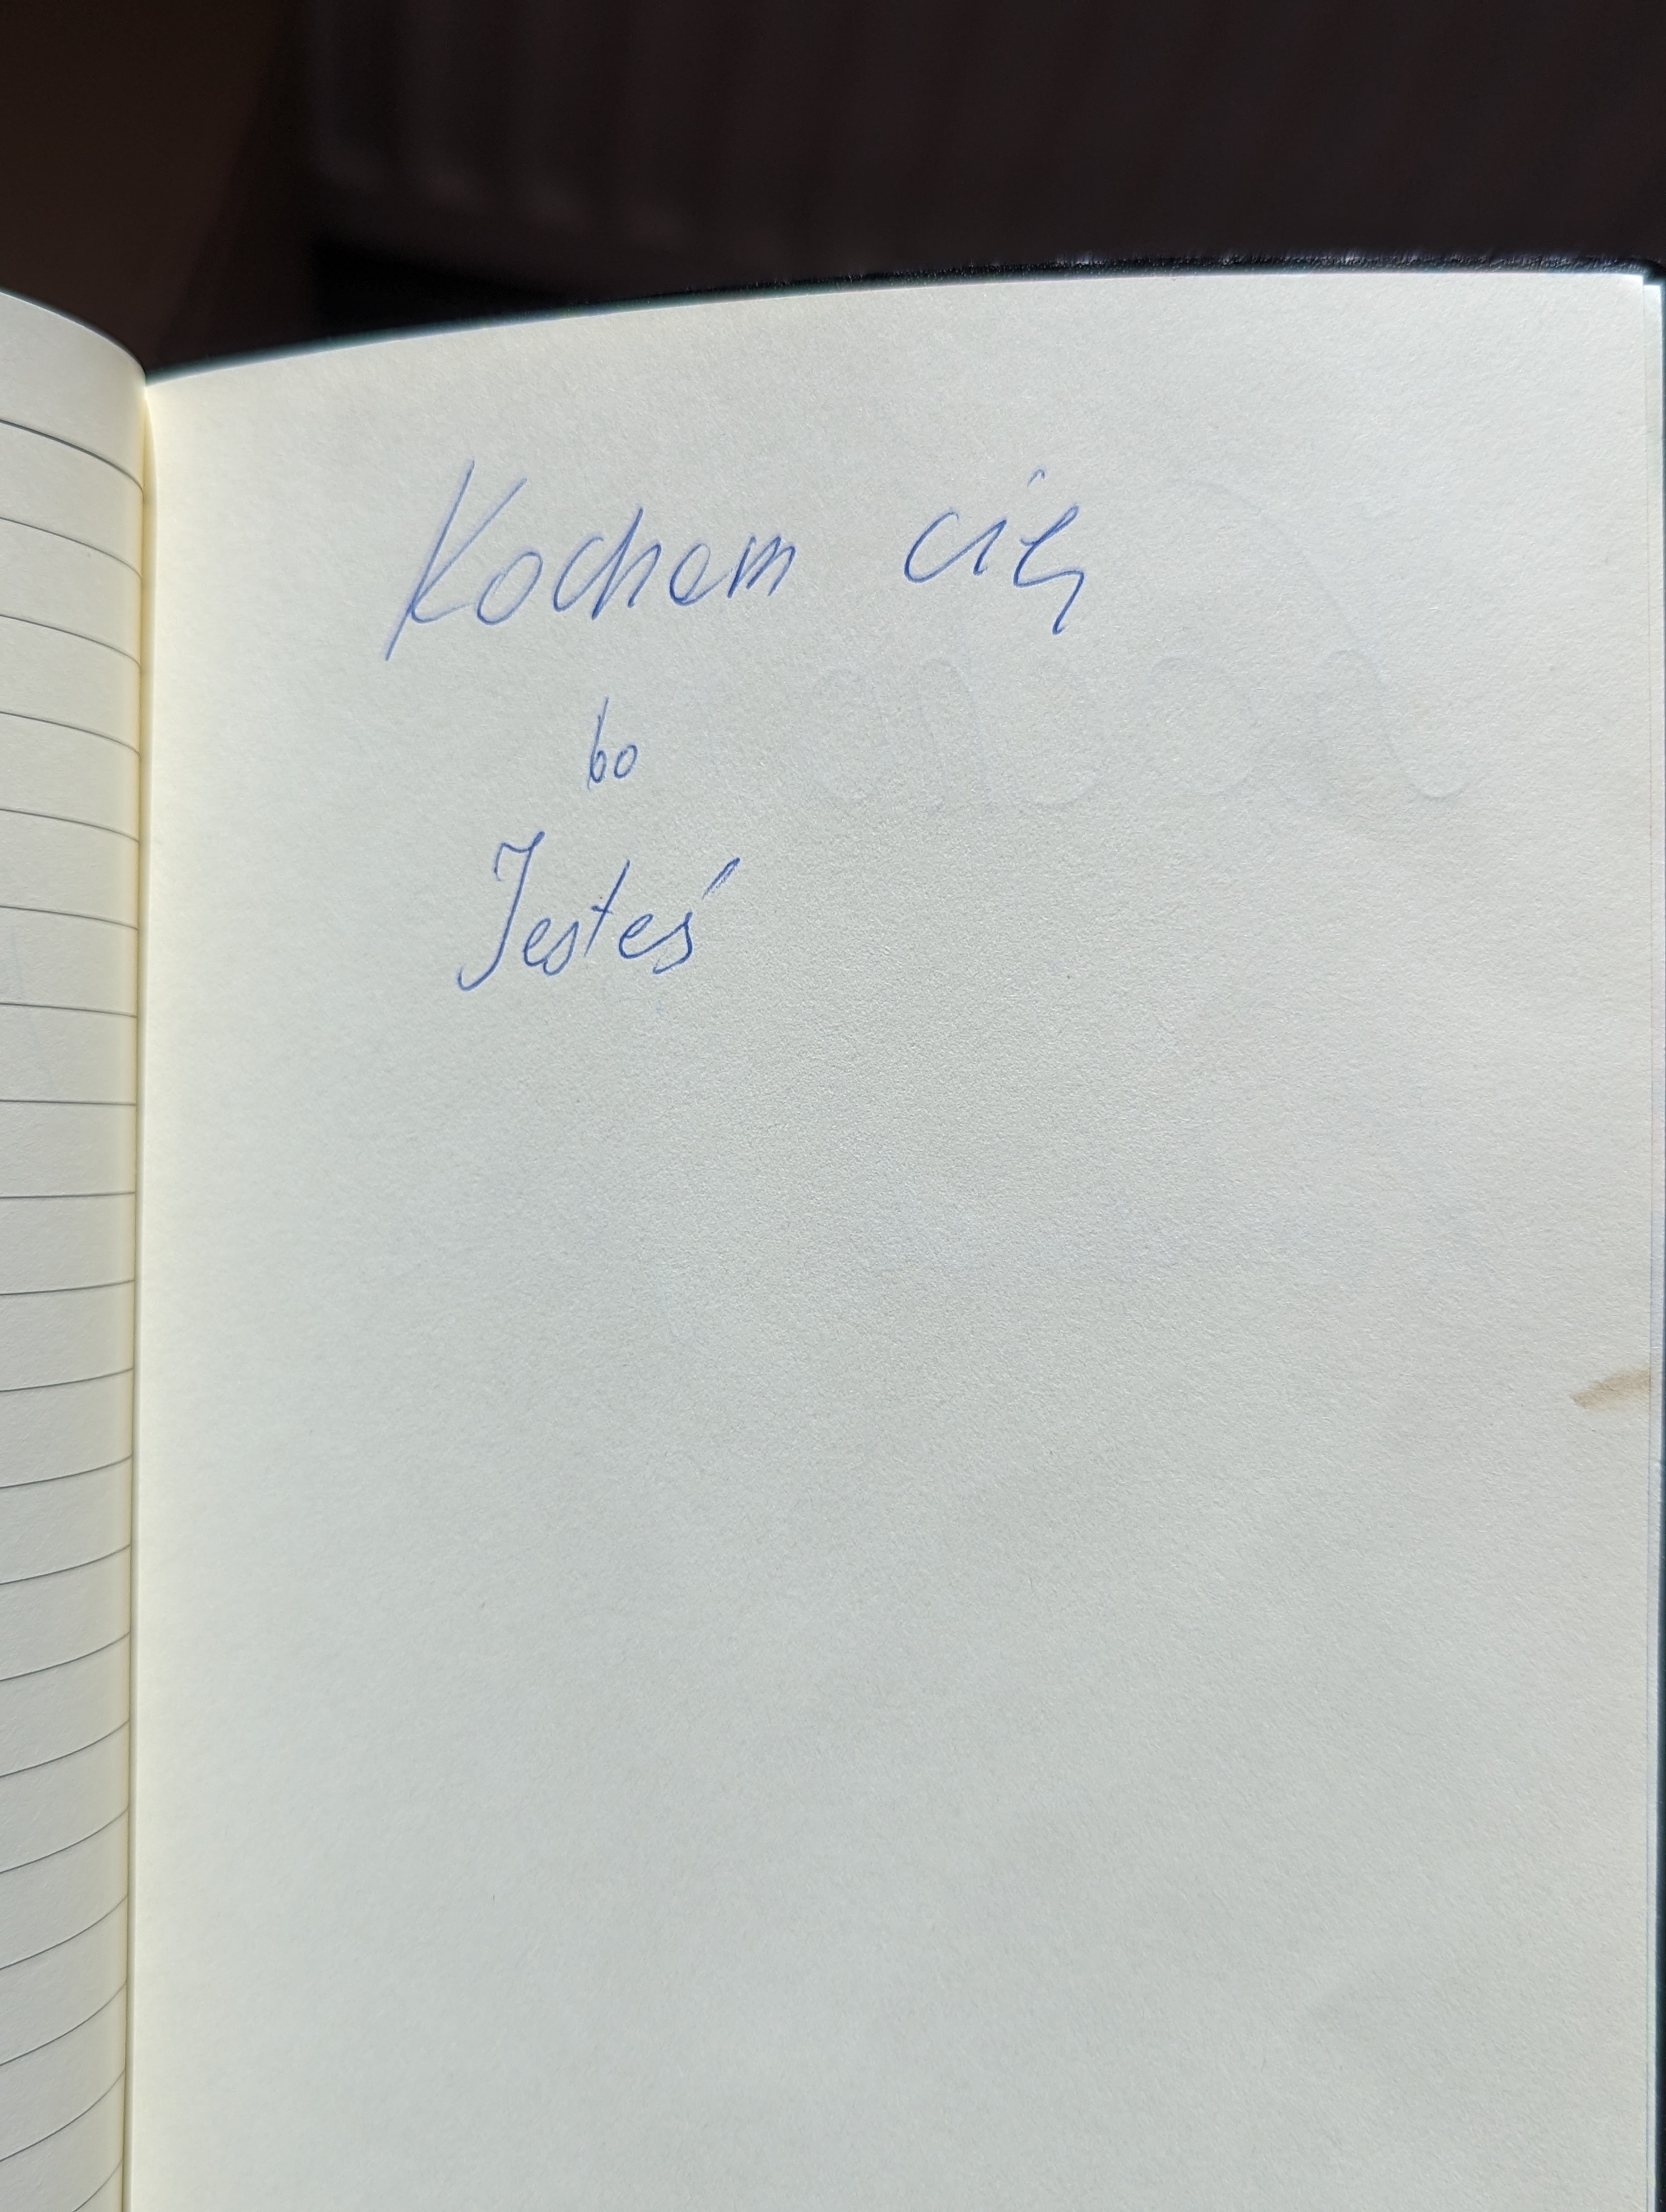 Kocham cię
bo
Jesteś